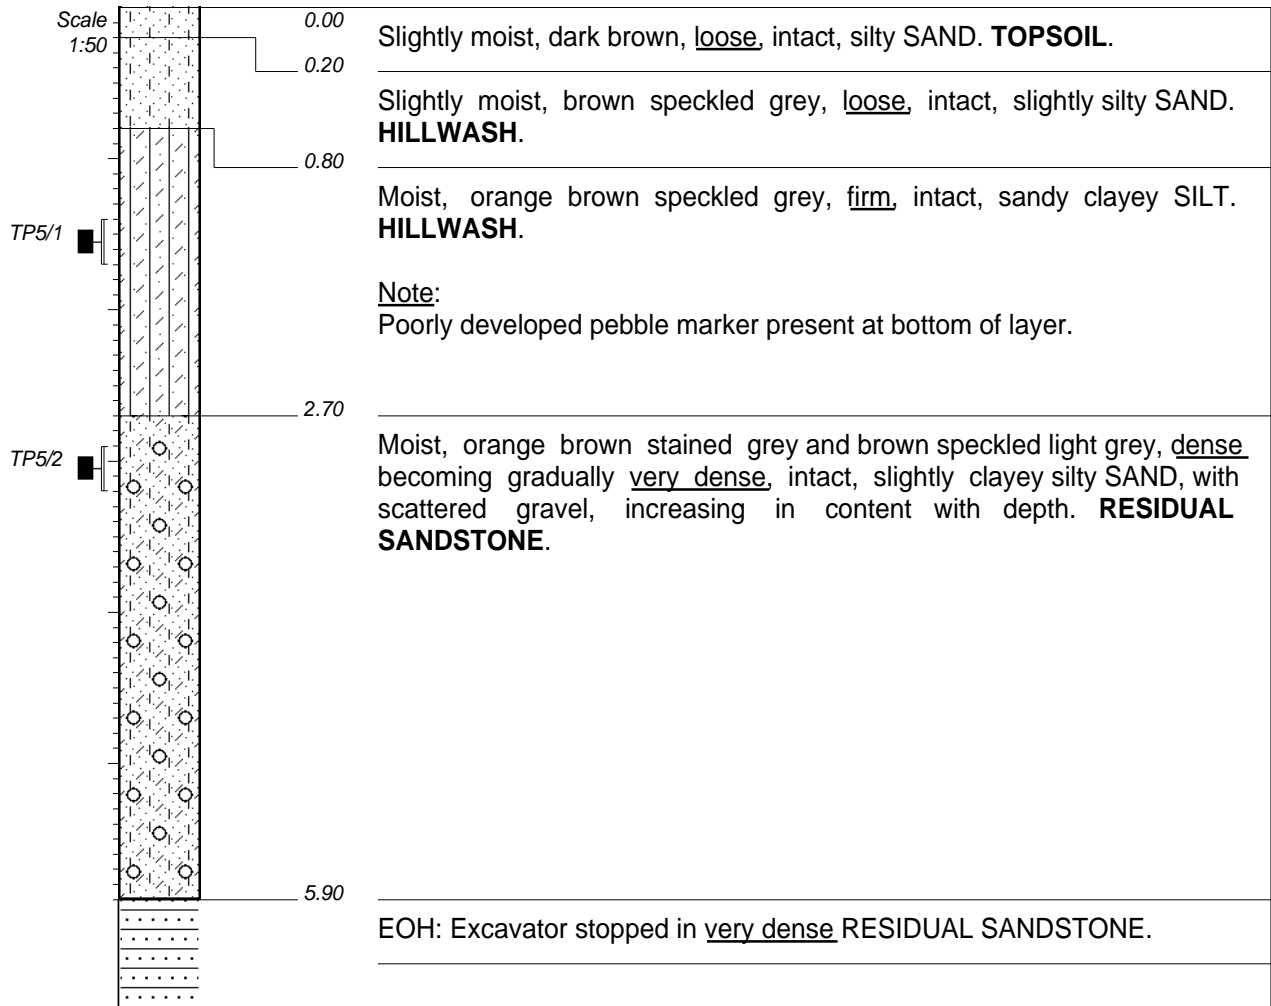 Scale
1:50
0.00
Slightly moist, dark brown, loose, intact, silty SAND. TOPSOIL.
0.20
Slightly moist, brown speckled grey, loose, intact, slightly silty SAND.
HILLWASH.
0.80
Moist, orange brown speckled grey, firm, intact, sandy clayey SILT.
HILLWASH.
TP5/1
Note:
Poorly developed pebble marker present at bottom of layer.
2.70
Moist, orange brown stained grey and brown speckled light grey, dense
TP5/2
becoming gradually very dense, intact, slightly clayey silty SAND, with
scattered gravel, increasing in content with depth. RESIDUAL
SANDSTONE.
5.90
EOH: Excavator stopped in very dense RESIDUAL SANDSTONE.